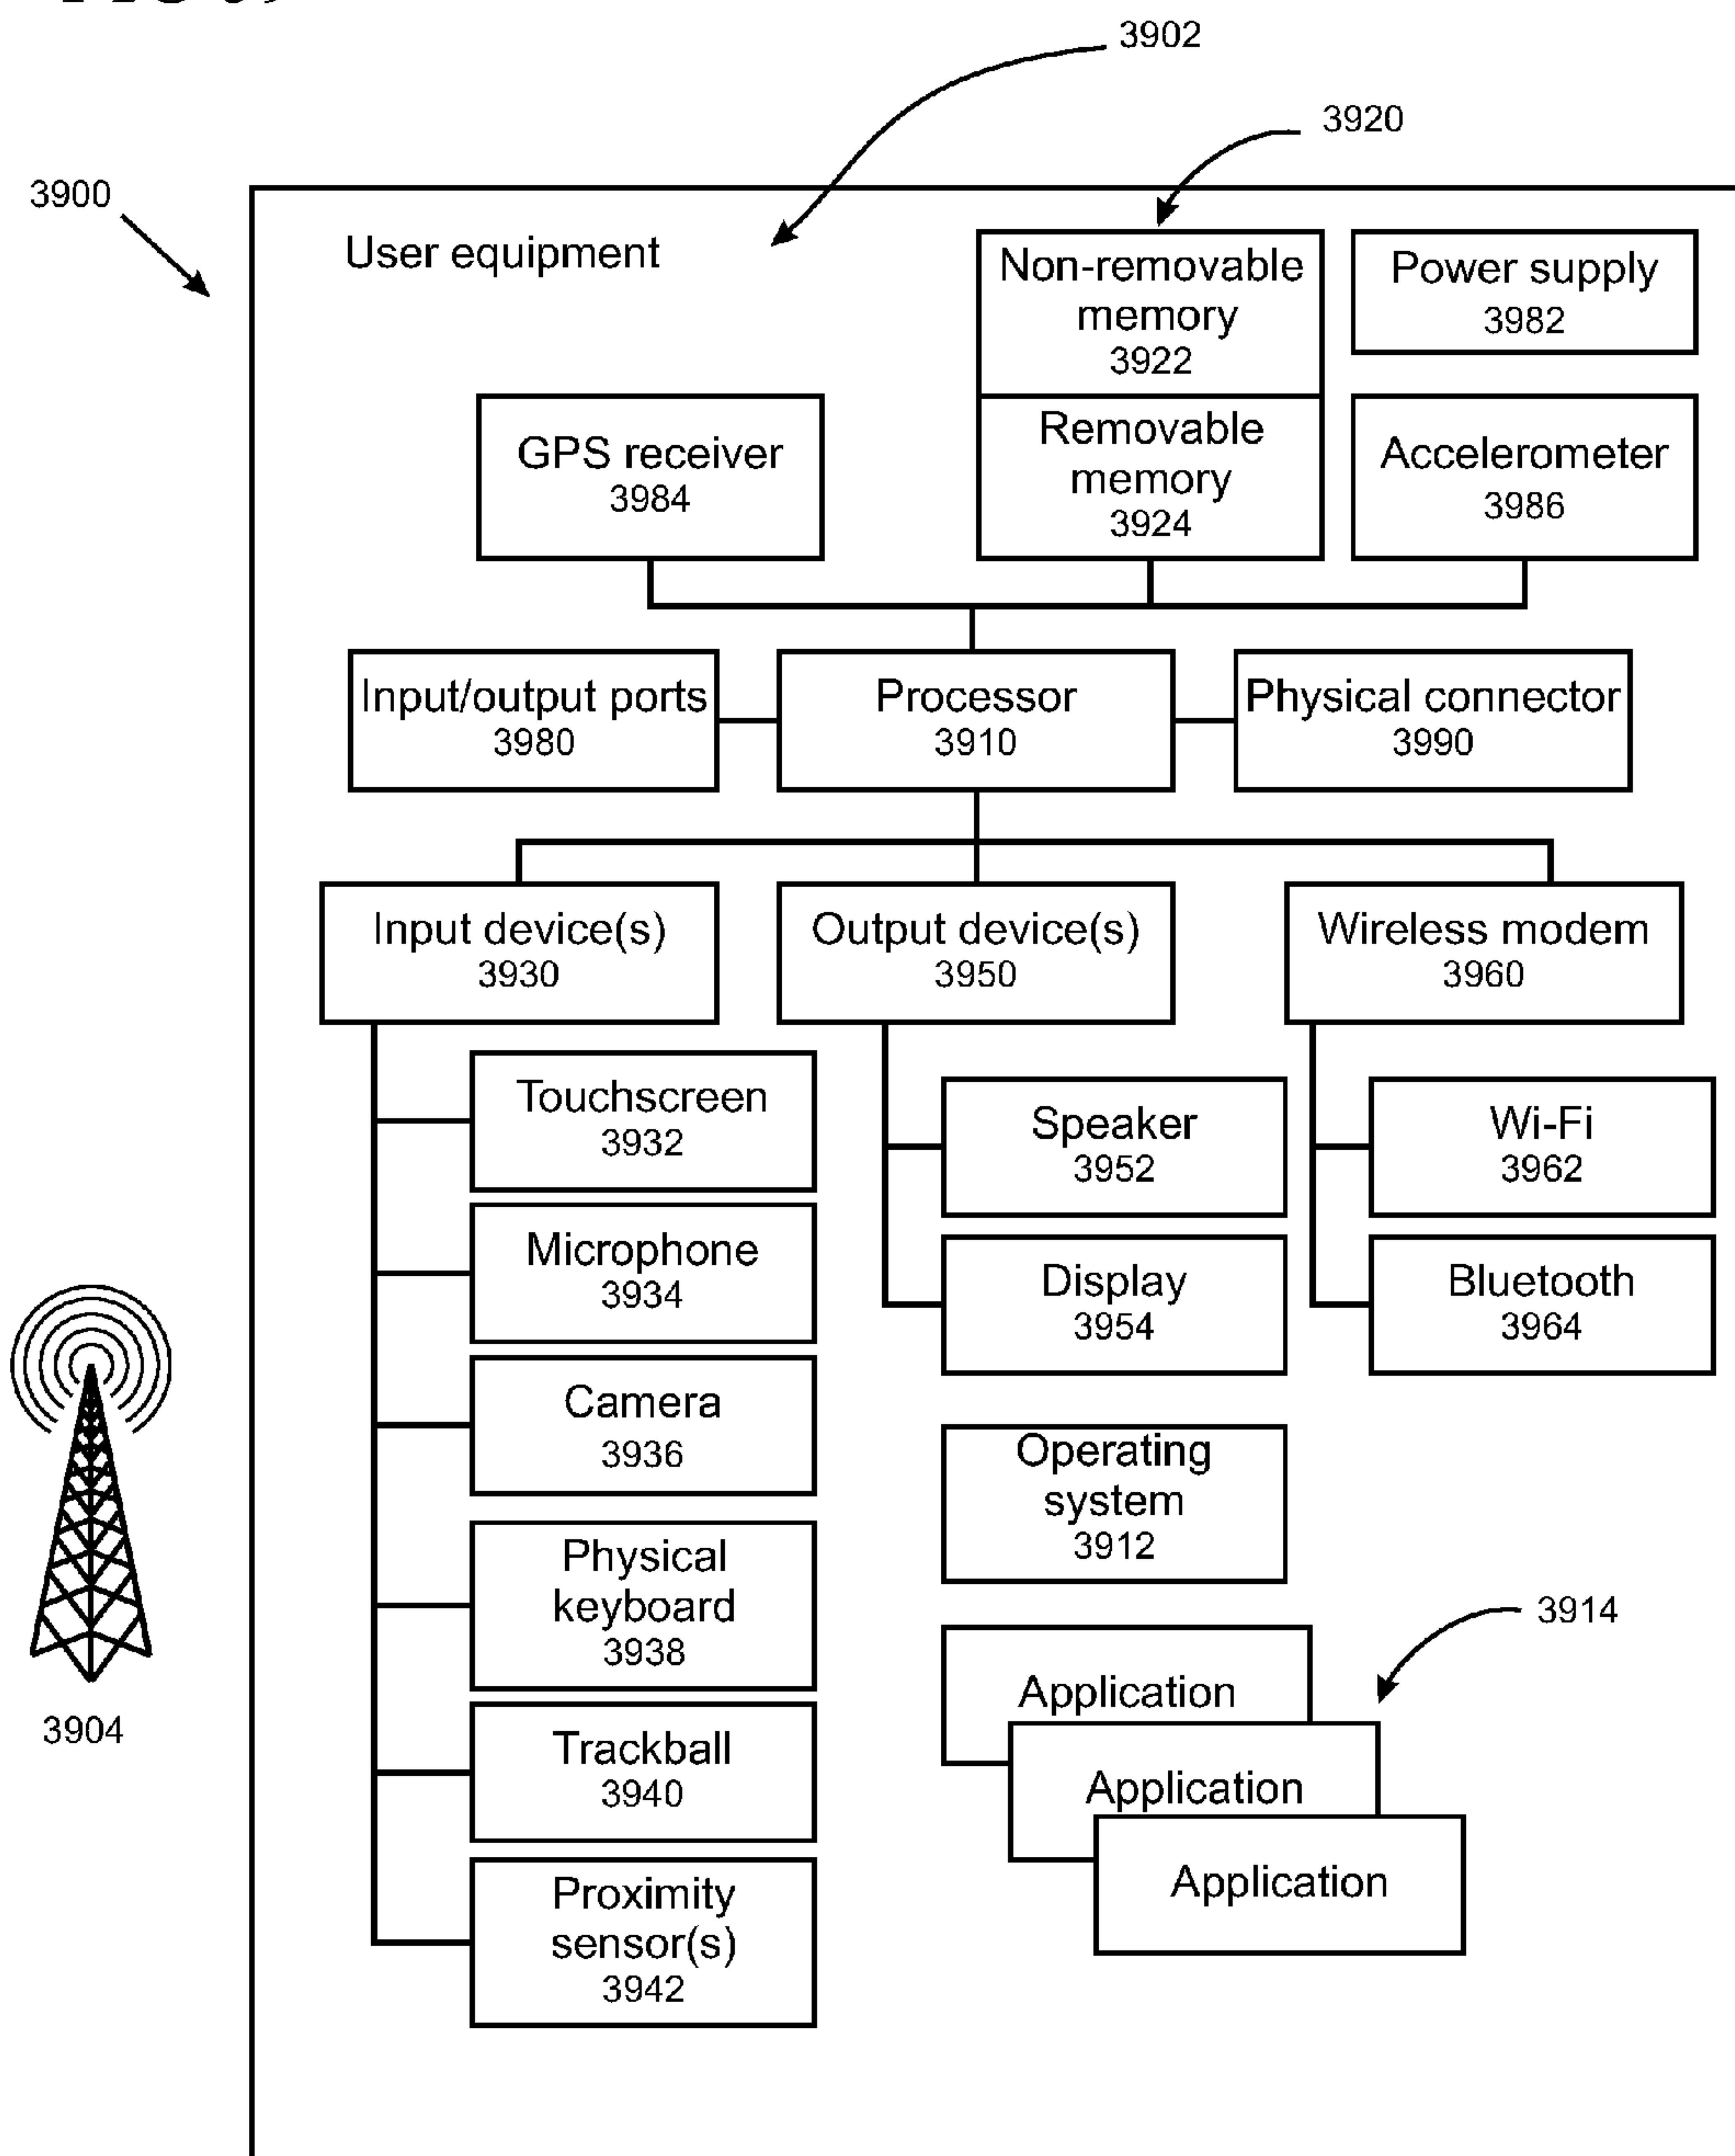 3902
3920
3900
User equipment
Non-removable
memory
3922
Power supply
3982
GPS receiver
3984
Removable
memory
3924
Accelerometer
3986
Input/output ports
3980
Processor
3910
Physical connector
3990
Input device(s)
3930
Output device(s)
3950
Wireless modem
3960
Touchscreen
3932
Speaker
3952
Wi-Fi
3962
Microphone
3934
Display
3954
Bluetooth
3964
Camera
3936
Operating
system
3912
Physical
keyboard
3938
3914
3904
Application
Trackball
3940
Application
Application
Proximity
sensor(s)
3942